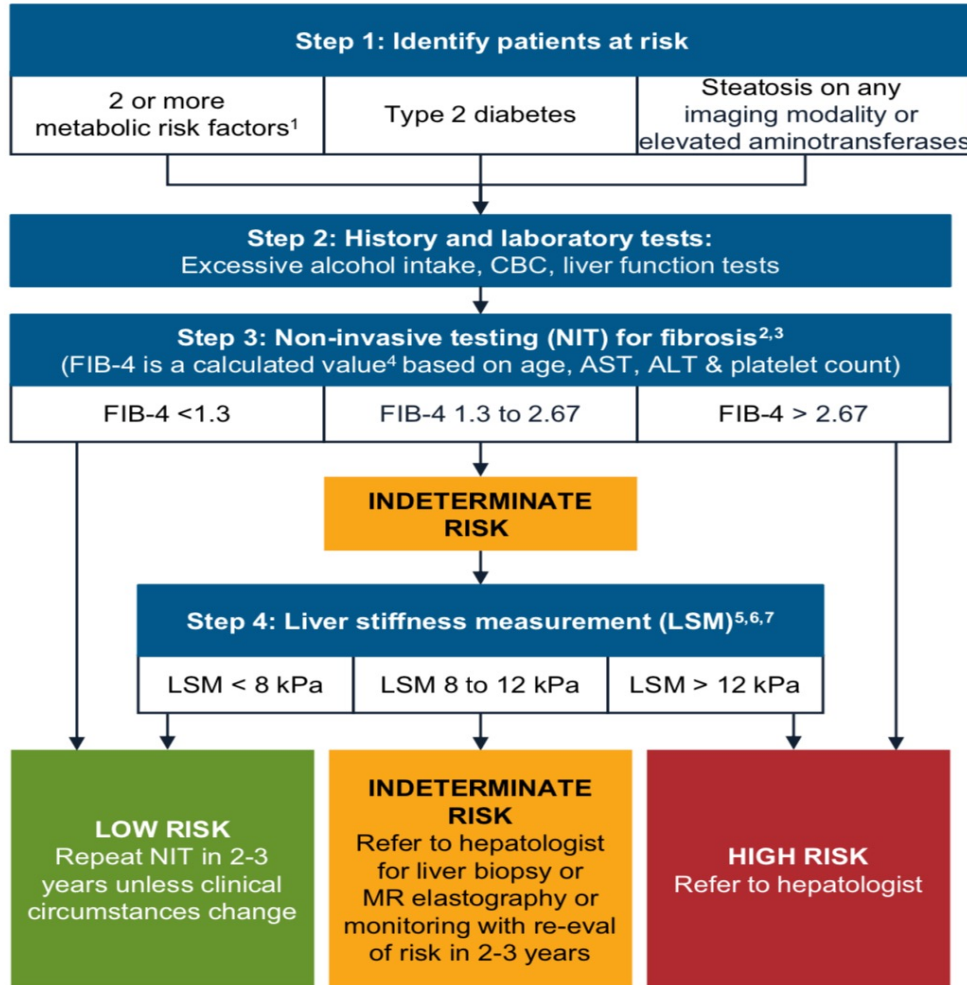 Step 1: Identify patients at risk
2 or more
metabolic risk factors¹
Type 2 diabetes
Steatosis on any
imaging modality or
elevated aminotransferases
Step 2: History and laboratory tests:
Excessive alcohol intake, CBC, liver function tests
Step 3: Non-invasive testing (NIT) for fibrosis²,³
(FIB-4 is a calculated value⁴ based on age, AST, ALT & platelet count)
FIB-4 <1.3
FIB-4 1.3 to 2.67
FIB-4 > 2.67
INDETERMINATE
RISK
Step 4: Liver stiffness measurement (LSM)⁵,⁶,⁷
LSM < 8 kPa
LSM 8 to 12 kPa
LSM > 12 kPa
LOW RISK
Repeat NIT in 2-3
years unless clinical
circumstances change
INDETERMINATE
RISK
Refer to hepatologist
for liver biopsy or
MR elastography or
monitoring with re-eval
of risk in 2-3 years
HIGH RISK
Refer to hepatologist